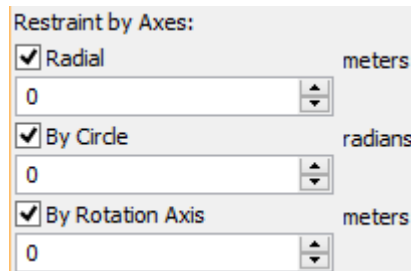 Restraint by Axes:
Radial meters
0
By Circle radians
0
By Rotation Axis meters
0